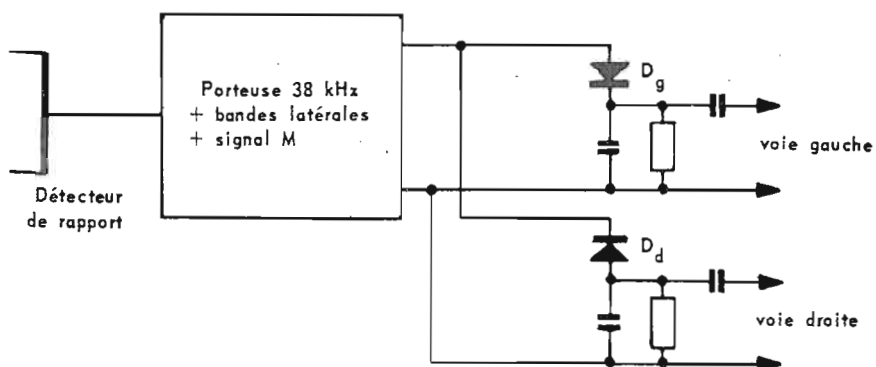 Porteuse 38 kHz
+ bandes latérales
+ signal M
Détecteur
de rapport
Dg
voie gauche
Dd
voie droite